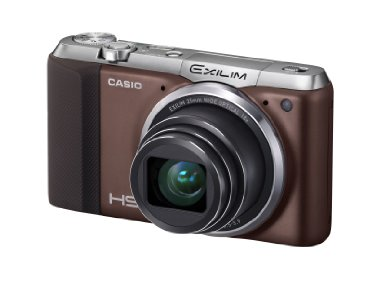 EXILIM
CASIO
EXILIM 25mm WIDE OPTICAL
HS